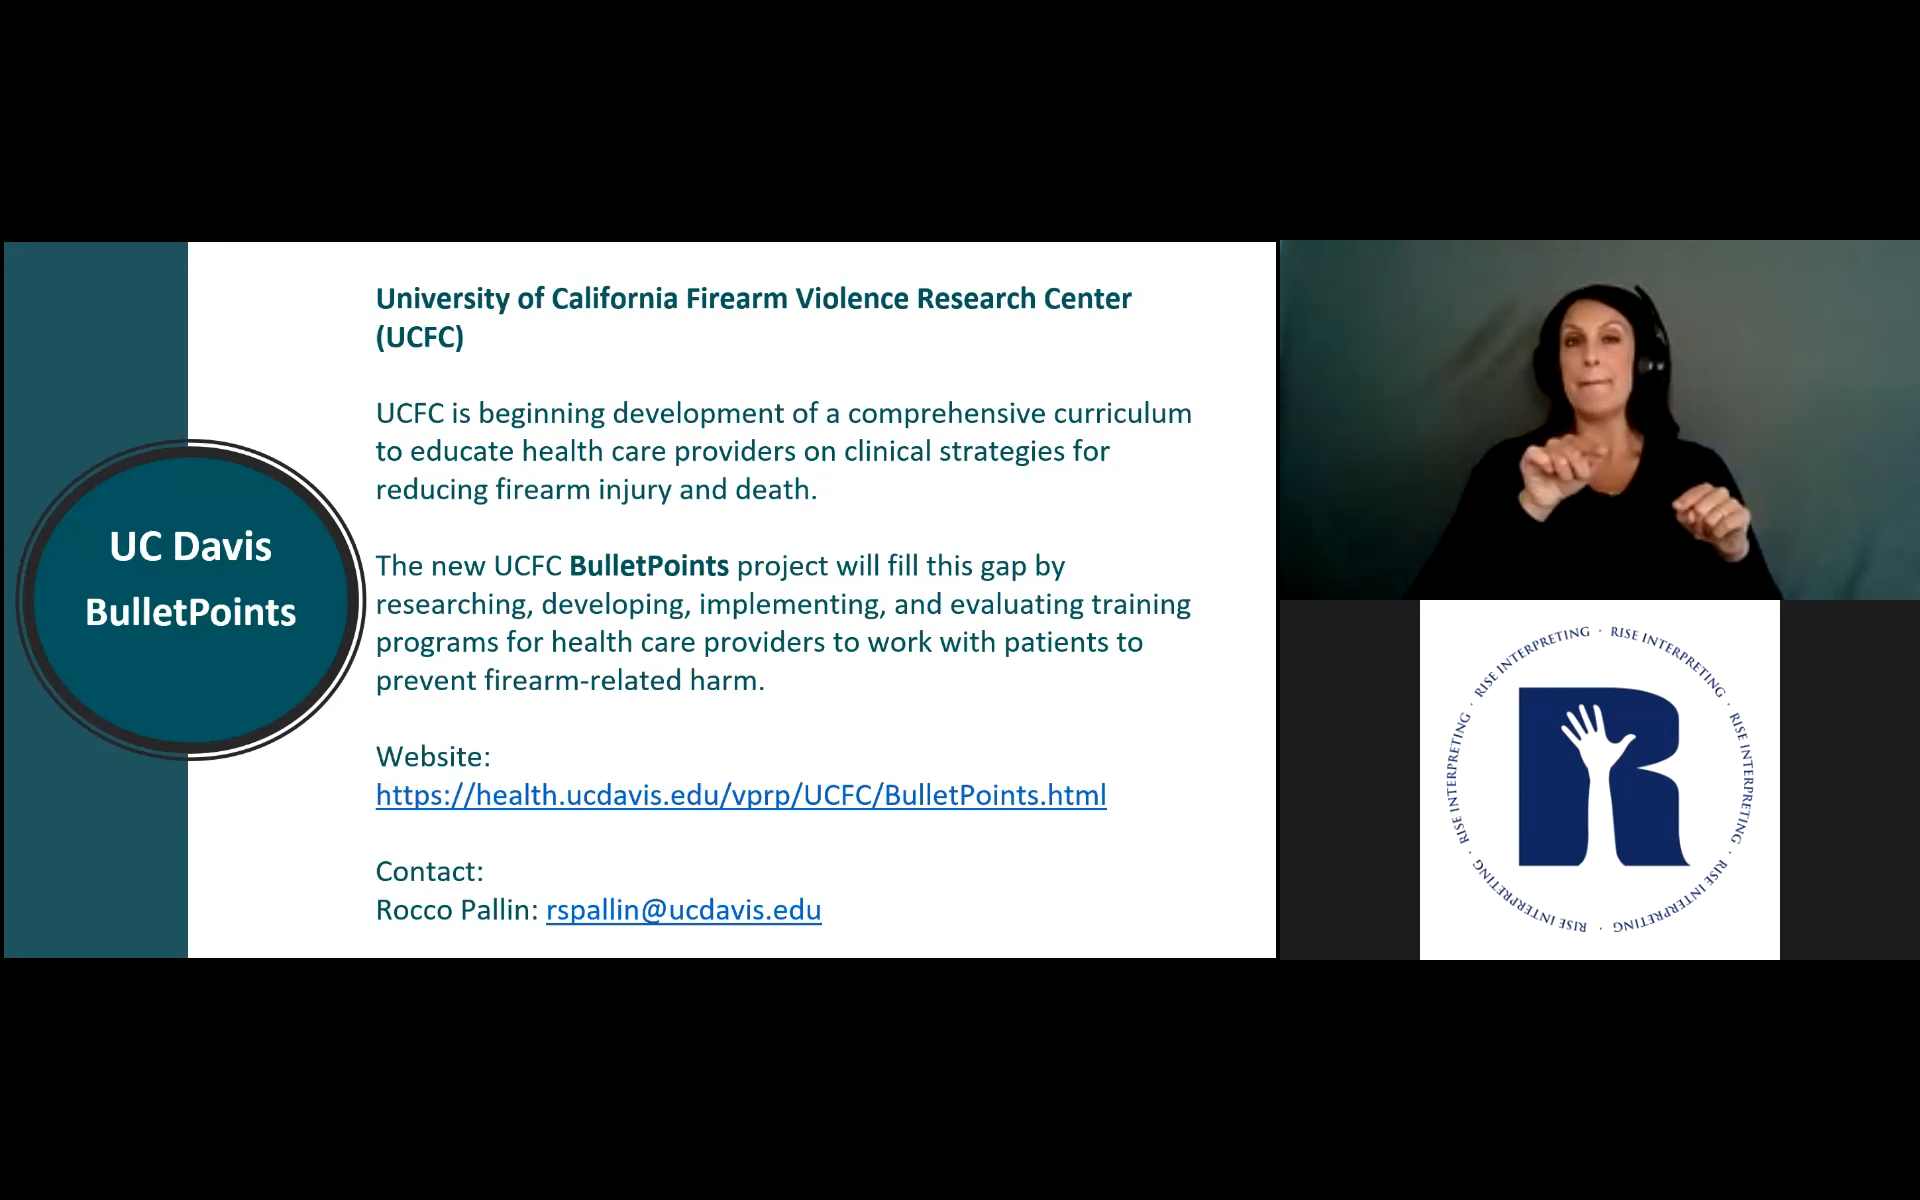 University of California Firearm Violence Research Center
(UCFC)
UCFC is beginning development of a comprehensive curriculum
to educate health care providers on clinical strategies for
reducing firearm injury and death.
UC Davis
BulletPoints
The new UCFC BulletPoints project will fill this gap by
researching, developing, implementing, and evaluating training
programs for health care providers to work with patients to
prevent firearm-related harm.
Website:
https://health.ucdavis.edu/vprp/UCFC/BulletPoints.html
Contact:
Rocco Pallin: rspallin@ucdavis.edu
RISE INTERPRETING · RISE INTERPRETING · RISE INTERPRETING · RISE INTERPRETING · RISE INTERPRETING · RISE INTERPRETING ·
R